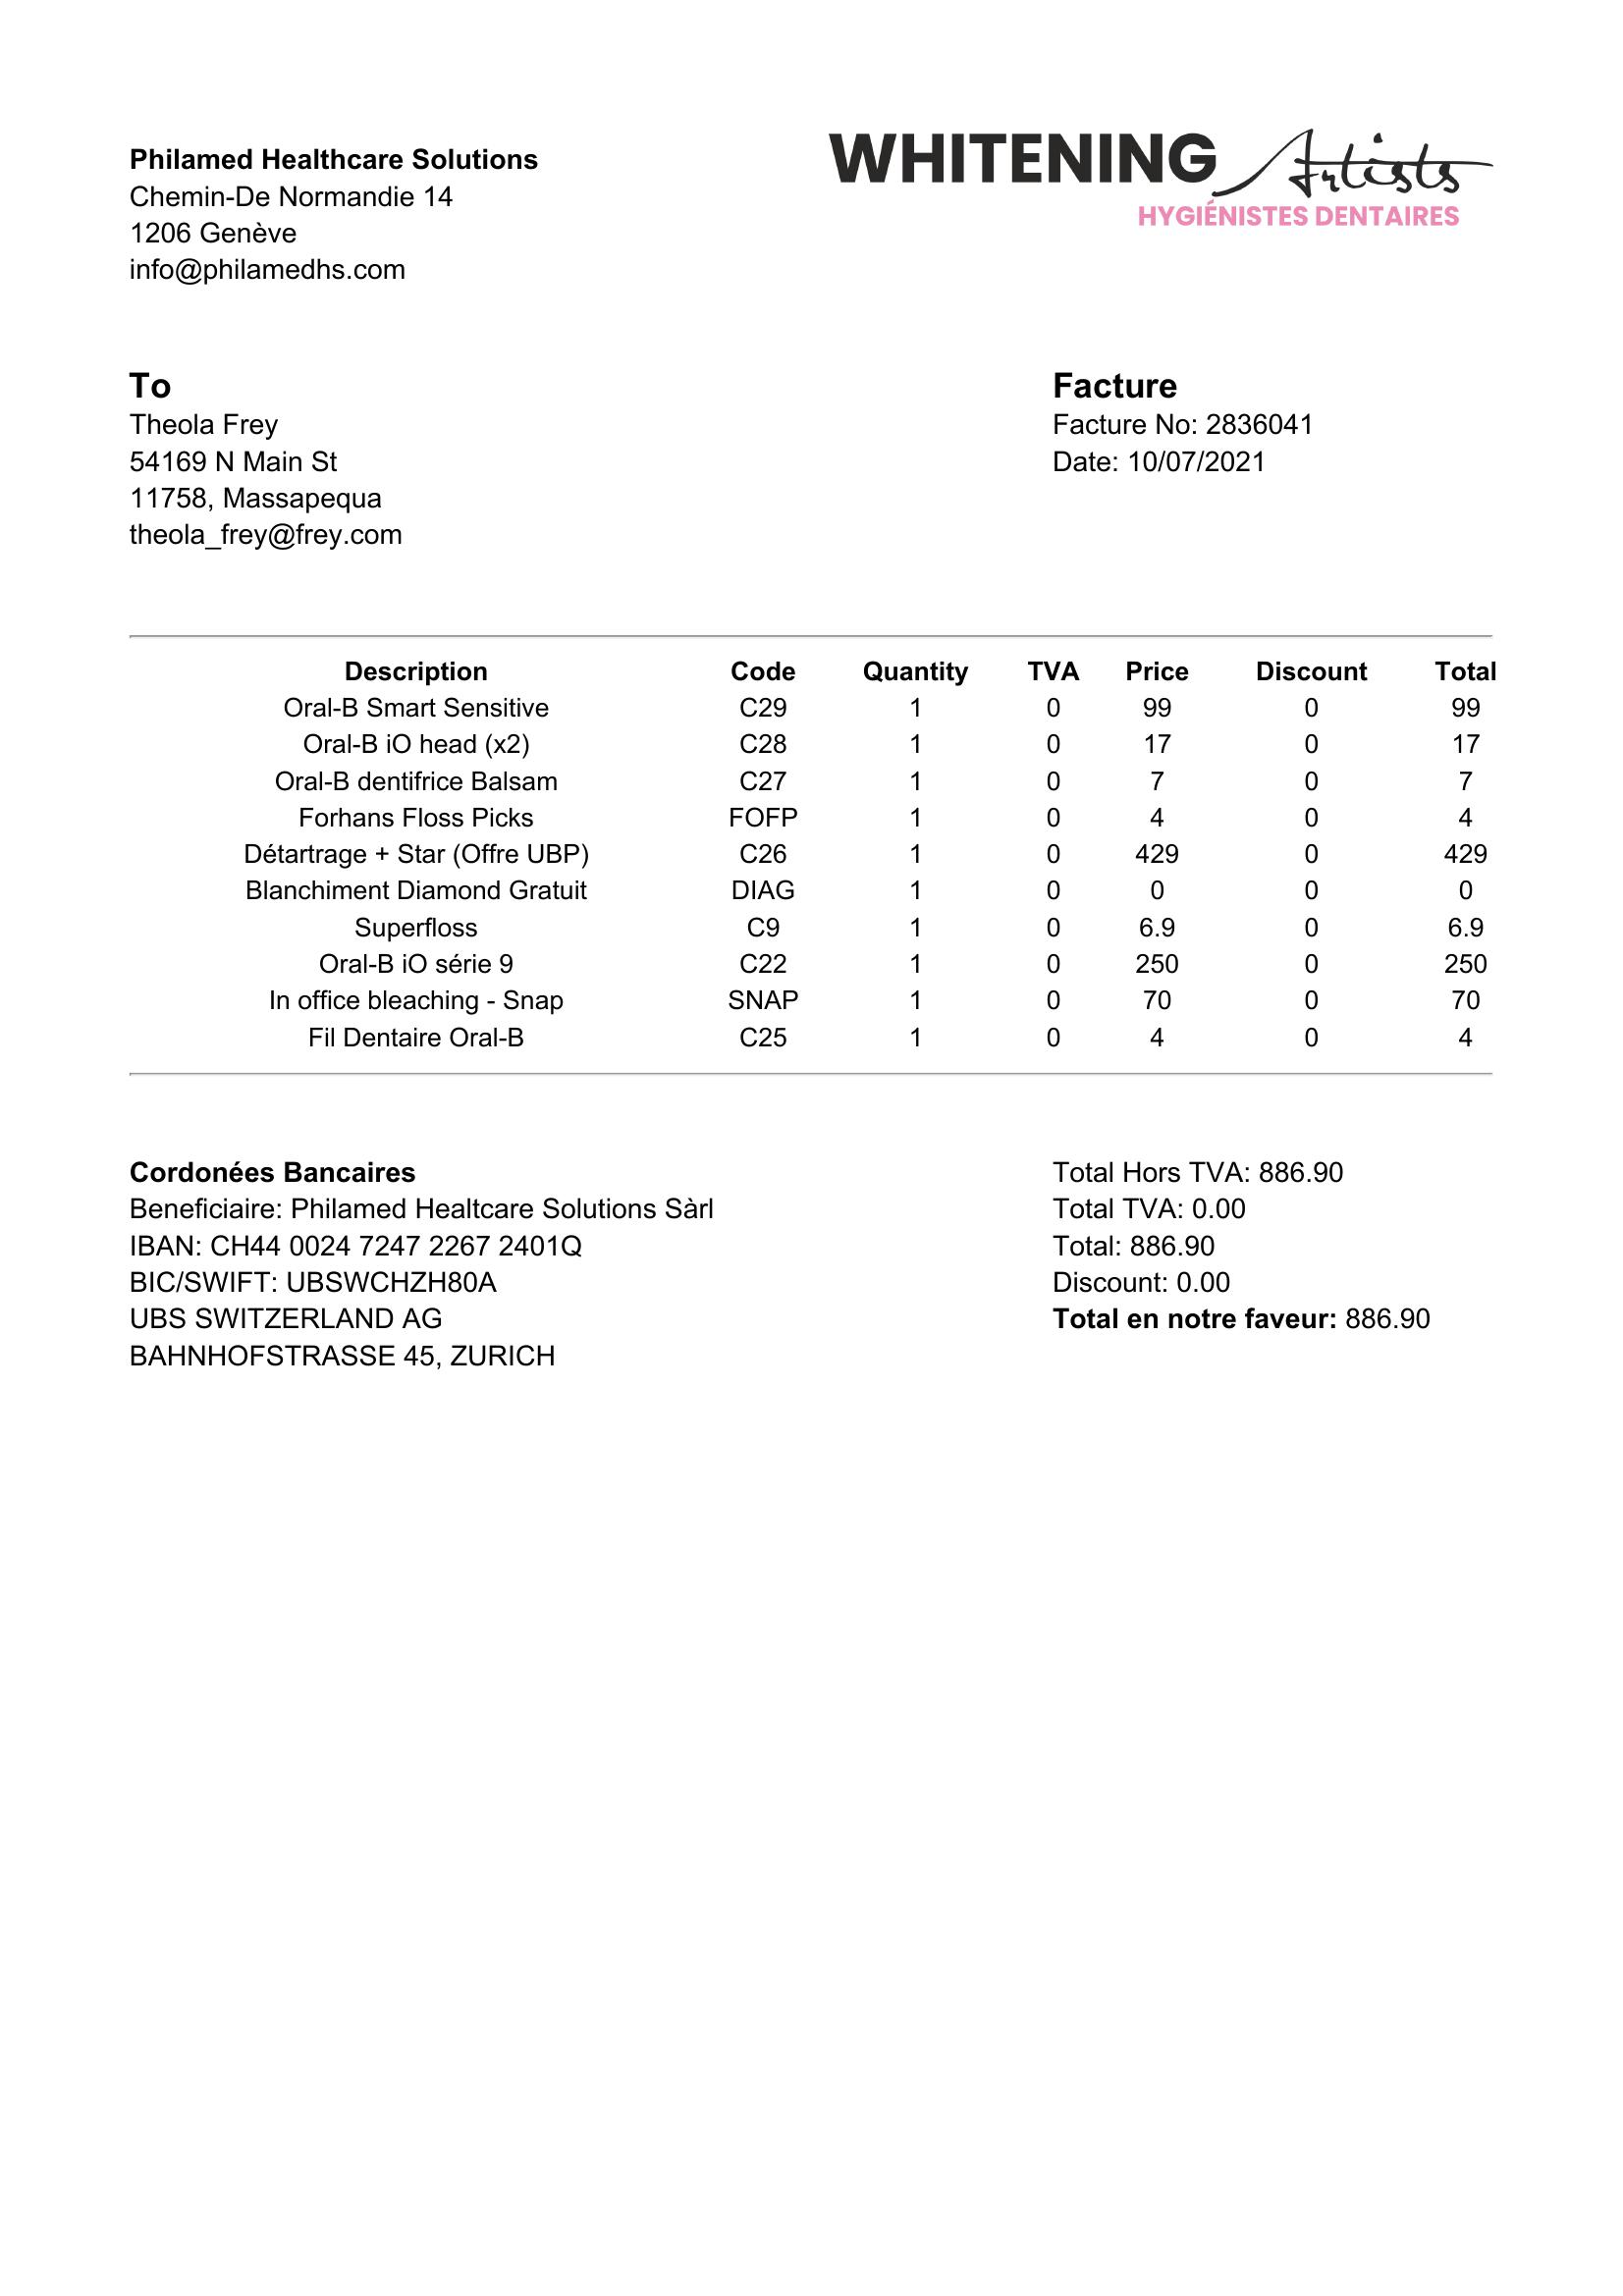 Philamed Healthcare Solutions
Chemin-De Normandie 14
1206 Genève
info@philamedhs.com
WHITENING Artists
HYGIÉNISTES DENTAIRES
To
Theola Frey
54169 N Main St
11758, Massapequa
theola_frey@frey.com
Facture
Facture No: 2836041
Date: 10/07/2021
Description Code Quantity TVA Price Discount Total
Oral-B Smart Sensitive C29 1 0 99 0 99
Oral-B iO head (x2) C28 1 0 17 0 17
Oral-B dentifrice Balsam C27 1 0 7 0 7
Forhans Floss Picks FOFP 1 0 4 0 4
Détartrage + Star (Offre UBP) C26 1 0 429 0 429
Blanchiment Diamond Gratuit DIAG 1 0 0 0 0
Superfloss C9 1 0 6.9 0 6.9
Oral-B iO série 9 C22 1 0 250 0 250
In office bleaching - Snap SNAP 1 0 70 0 70
Fil Dentaire Oral-B C25 1 0 4 0 4
Cordonées Bancaires
Beneficiaire: Philamed Healtcare Solutions Sàrl
IBAN: CH44 0024 7247 2267 2401Q
BIC/SWIFT: UBSWCHZH80A
UBS SWITZERLAND AG
BAHNHOFSTRASSE 45, ZURICH
Total Hors TVA: 886.90
Total TVA: 0.00
Total: 886.90
Discount: 0.00
Total en notre faveur: 886.90